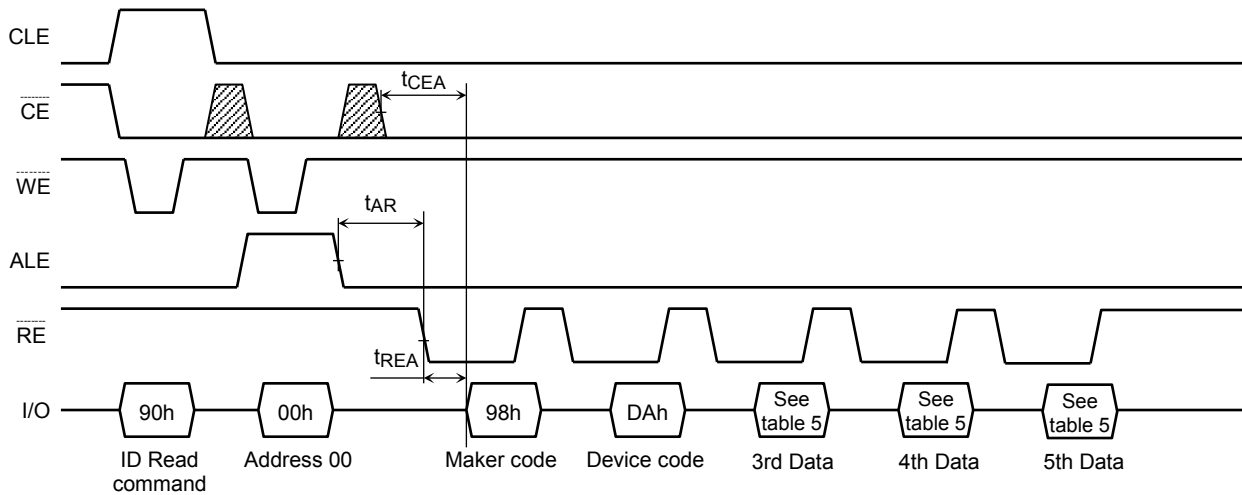 CLE
tCEA
CE
WE
tAR
ALE
RE
tREA
I/O
90h
00h
98h
DAh
See
table 5
See
table 5
See
table 5
ID Read
command
Address 00
Maker code
Device code
3rd Data
4th Data
5th Data